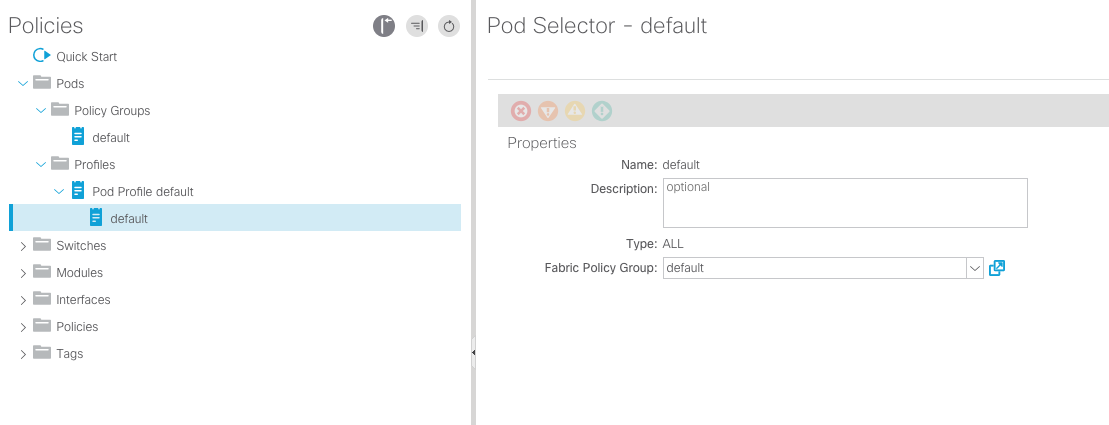 Policies
Quick Start
Pods
Policy Groups
default
Profiles
Pod Profile default
default
Switches
Modules
Interfaces
Policies
Tags
Pod Selector - default
Properties
Name: default
Description: optional
Type: ALL
Fabric Policy Group: default